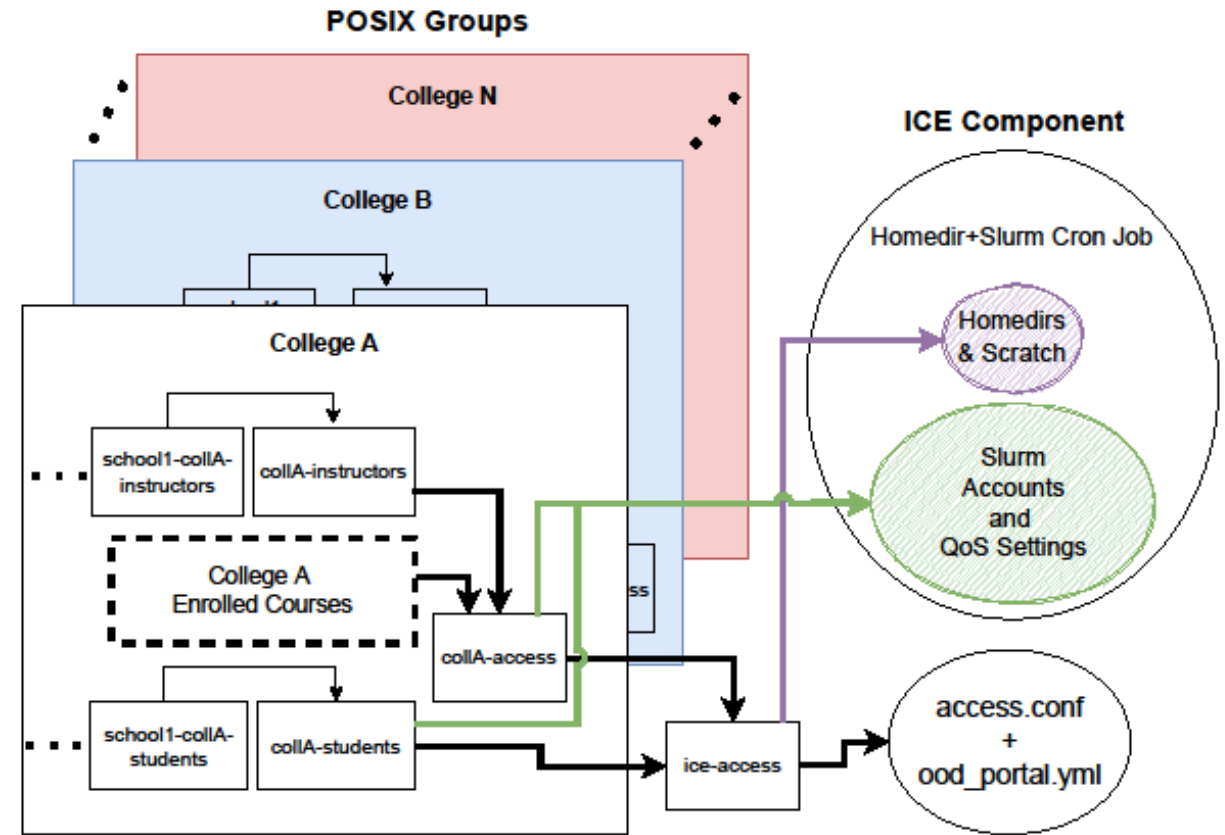 POSIX Groups
College N
ICE Component
College B
Homedir+Slurm Cron Job
College A
Homedirs
& Scratch
school1-collA-
instructors
collA-instructors
Slurm
Accounts
and
QoS Settings
College A
Enrolled Courses
collA-access
school1-collA-
students
collA-students
ice-access
access.conf
+
ood_portal.yml